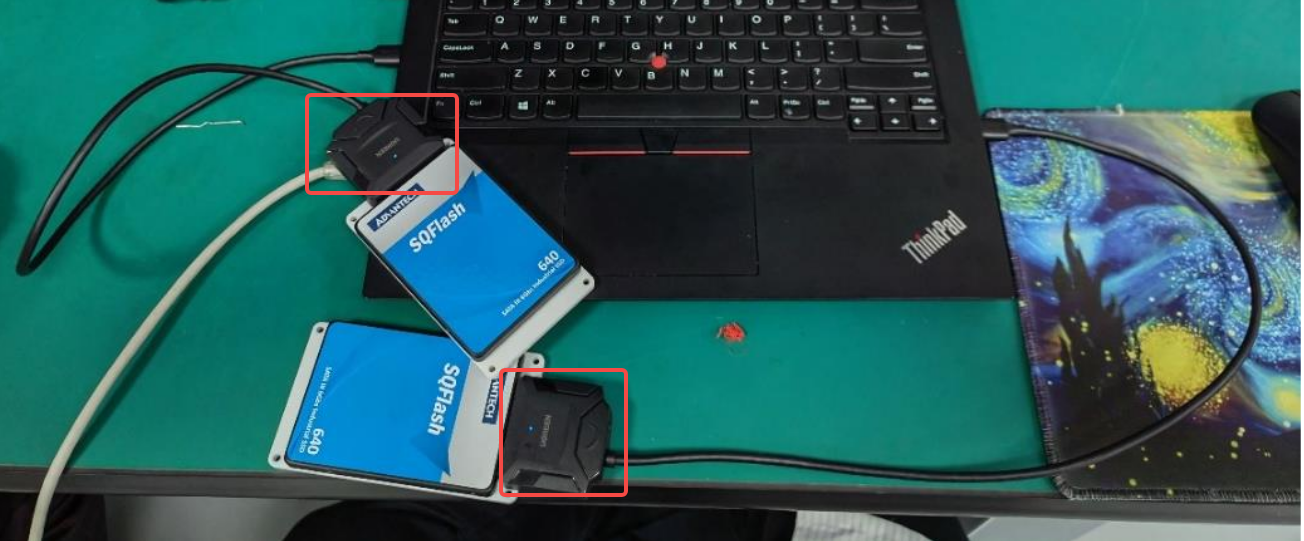 Tab Q W E R T Y U I O P
CapsLock A S D F G H J K L Enter
Shift Z X C V B N M < > ? Shift
Fn Ctrl Alt Alt PrtSc Ctrl PgUp PgDn
ThinkPad
UGREEN
ADVANTECH
SQFlash
640
SATA III 6Gb/s Industrial SSD
ANTECH
SQFlash
640
SATA III 6Gb/s Industrial SSD
UGREEN